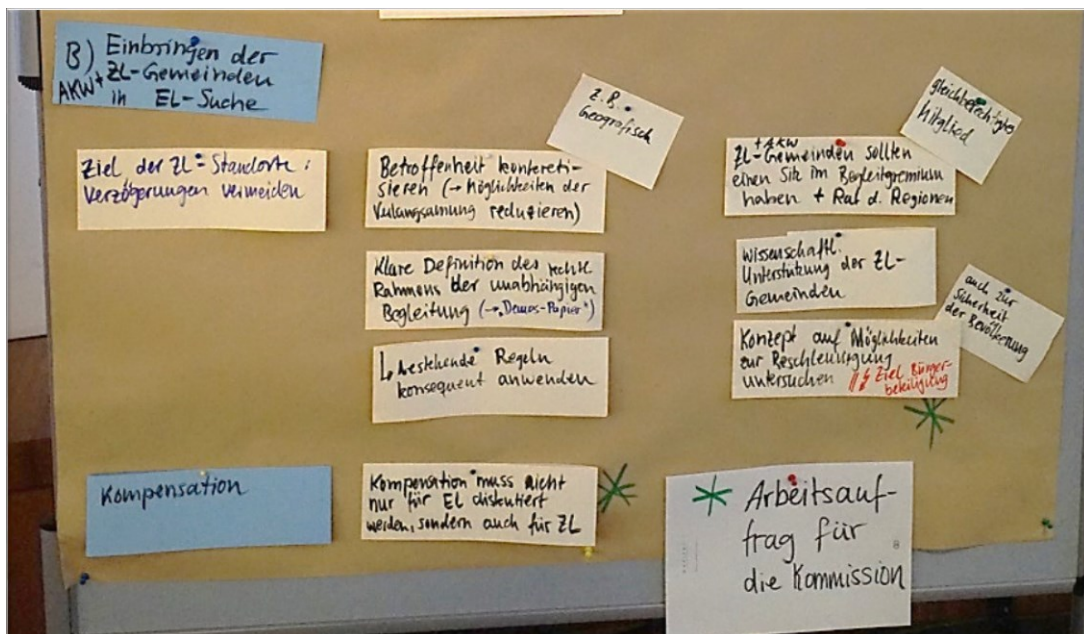 B) Einbringen der
AKW + ZL-Gemeinden
in EL-Suche
Ziel der ZL-Standorte:
Verzögerungen vermeiden
z.B.
Geografisch
Betroffenheit konkreti-
sieren (→ Möglichkeiten der
Verlangsamung reduzieren)
Klare Definition des rechtl.
Rahmens der unabhängigen
Begleitung (→ "Demos-Papier")
↳ bestehende Regeln
konsequent anwenden
gleichberechtigtes
Mitglied
+ AKW
ZL-Gemeinden sollten
einen Sitz im Begleitgremium
haben + Rat d. Regionen
wissenschaftl.
Unterstützung der ZL-
Gemeinden
auch zur
Sicherheit
der Bevölkerung
Konzept auf Möglichkeiten
zur Beschleunigung
untersuchen
Ziel Bürger-
beteiligung
Kompensation
Kompensation muss nicht
nur für EL diskutiert
werden, sondern auch für ZL
Arbeitsauf-
trag für
die Kommission